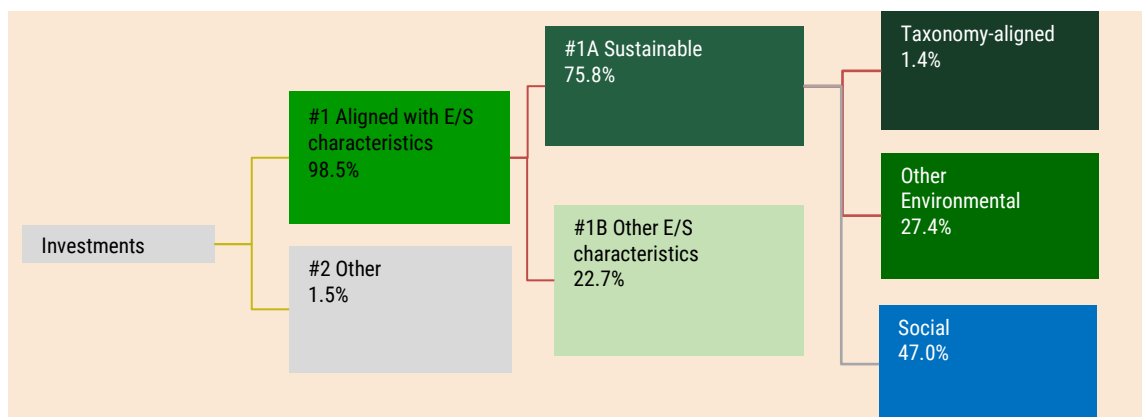 Investments
#1 Aligned with E/S
characteristics
98.5%
#2 Other
1.5%
#1A Sustainable
75.8%
#1B Other E/S
characteristics
22.7%
Taxonomy-aligned
1.4%
Other
Environmental
27.4%
Social
47.0%